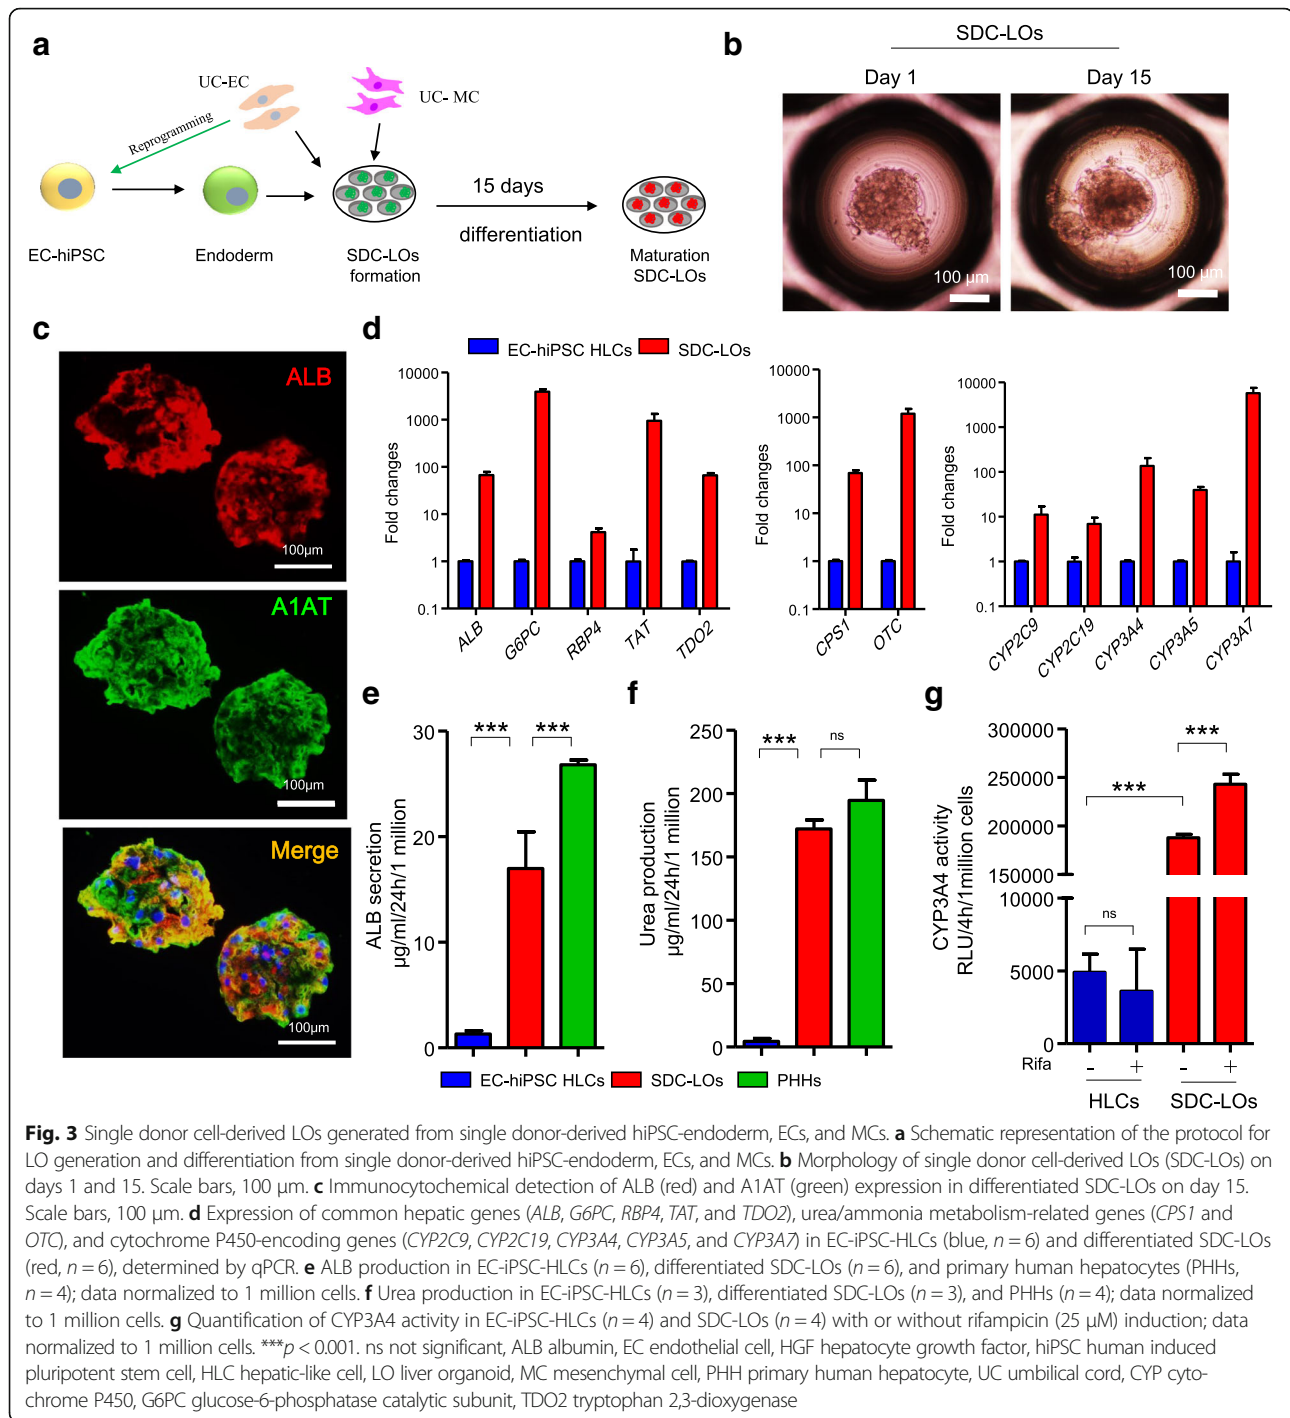 a
UC-EC
UC- MC
Reprogramming
15 days
differentiation
EC-hiPSC
Endoderm
SDC-LOs
formation
Maturation
SDC-LOs
b
SDC-LOs
Day 1
Day 15
100 µm
100 µm
c
ALB
100µm
A1AT
100µm
Merge
100µm
d
EC-hiPSC HLCs
SDC-LOs
Fold changes
10000
1000
100
10
1
0.1
ALB
G6PC
RBP4
TAT
TDO2
Fold changes
10000
1000
100
10
1
0.1
CPS1
OTC
Fold changes
10000
1000
100
10
1
0.1
CYP2C9
CYP2C19
CYP3A4
CYP3A5
CYP3A7
e
ALB secretion
µg/ml/24h/1 million
30
20
10
0
***
***
f
Urea production
µg/ml/24h/1 million
250
200
150
100
50
0
***
ns
EC-hiPSC HLCs
SDC-LOs
PHHs
g
CYP3A4 activity
RLU/4h/1million cells
300000
250000
200000
150000
10000
5000
0
ns
***
***
Rifa
-
+
-
+
HLCs
SDC-LOs
Fig. 3 Single donor cell-derived LOs generated from single donor-derived hiPSC-endoderm, ECs, and MCs. a Schematic representation of the protocol for
LO generation and differentiation from single donor-derived hiPSC-endoderm, ECs, and MCs. b Morphology of single donor cell-derived LOs (SDC-LOs) on
days 1 and 15. Scale bars, 100 µm. c Immunocytochemical detection of ALB (red) and A1AT (green) expression in differentiated SDC-LOs on day 15.
Scale bars, 100 µm. d Expression of common hepatic genes (ALB, G6PC, RBP4, TAT, and TDO2), urea/ammonia metabolism-related genes (CPS1 and
OTC), and cytochrome P450-encoding genes (CYP2C9, CYP2C19, CYP3A4, CYP3A5, and CYP3A7) in EC-iPSC-HLCs (blue, n = 6) and differentiated SDC-LOs
(red, n = 6), determined by qPCR. e ALB production in EC-iPSC-HLCs (n = 6), differentiated SDC-LOs (n = 6), and primary human hepatocytes (PHHs,
n = 4); data normalized to 1 million cells. f Urea production in EC-iPSC-HLCs (n = 3), differentiated SDC-LOs (n = 3), and PHHs (n = 4); data normalized
to 1 million cells. g Quantification of CYP3A4 activity in EC-iPSC-HLCs (n = 4) and SDC-LOs (n = 4) with or without rifampicin (25 µM) induction; data
normalized to 1 million cells. ***p < 0.001. ns not significant, ALB albumin, EC endothelial cell, HGF hepatocyte growth factor, hiPSC human induced
pluripotent stem cell, HLC hepatic-like cell, LO liver organoid, MC mesenchymal cell, PHH primary human hepatocyte, UC umbilical cord, CYP cyto-
chrome P450, G6PC glucose-6-phosphatase catalytic subunit, TDO2 tryptophan 2,3-dioxygenase